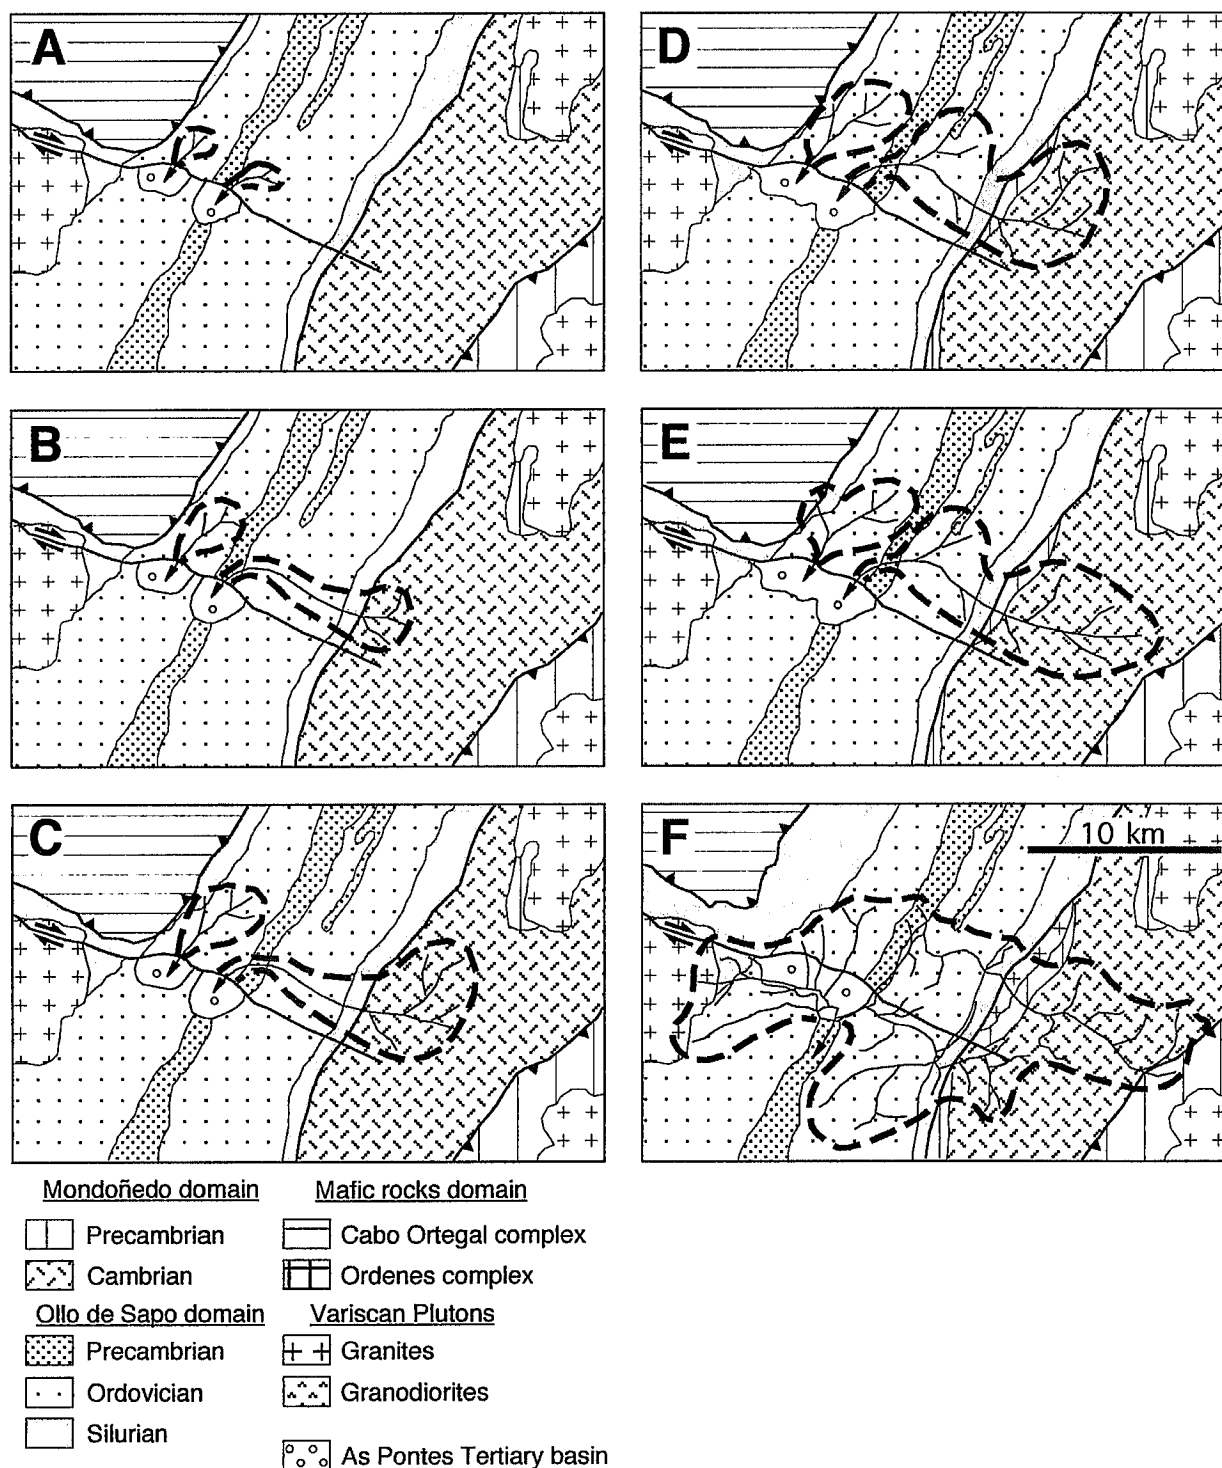 A
D
B
E
C
F
10 km
Mondoñedo domain
Mafic rocks domain
Precambrian
Cabo Ortegal complex
Cambrian
Ordenes complex
Ollo de Sapo domain
Variscan Plutons
Precambrian
Granites
Ordovician
Granodiorites
Silurian
As Pontes Tertiary basin